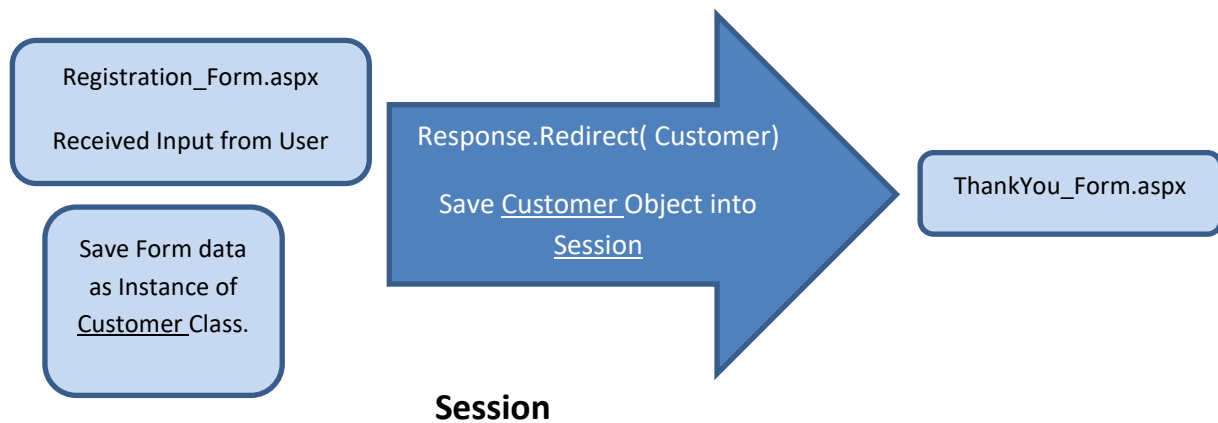 Registration_Form.aspx
Received Input from User
Save Form data
as Instance of
Customer Class.
Response.Redirect( Customer)
Save Customer Object into
Session
ThankYou_Form.aspx
Session